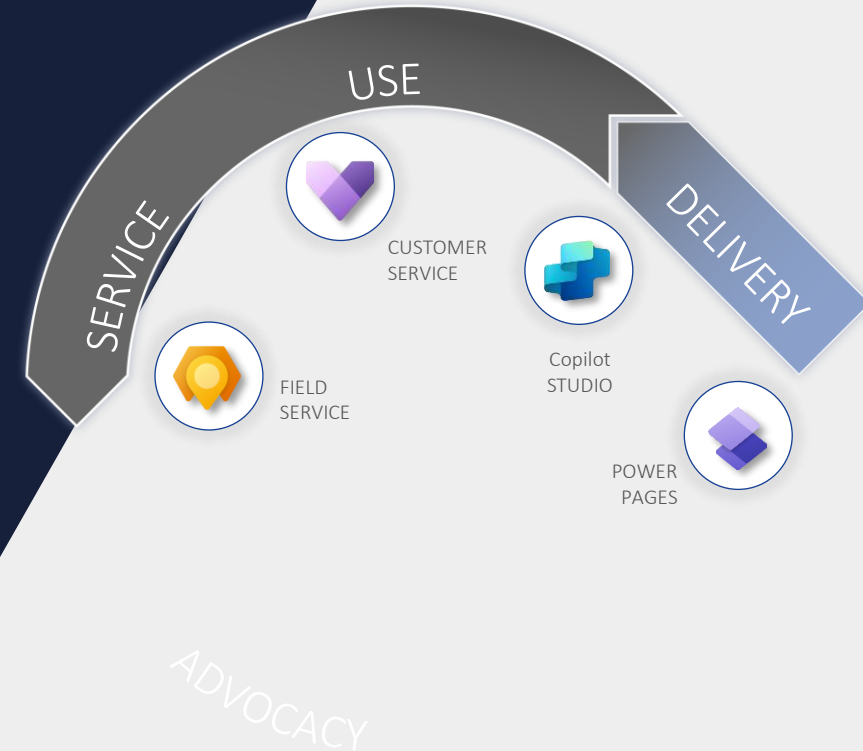 USE
SERVICE
DELIVERY
CUSTOMER
SERVICE
Copilot
STUDIO
FIELD
SERVICE
POWER
PAGES
ADVOCACY